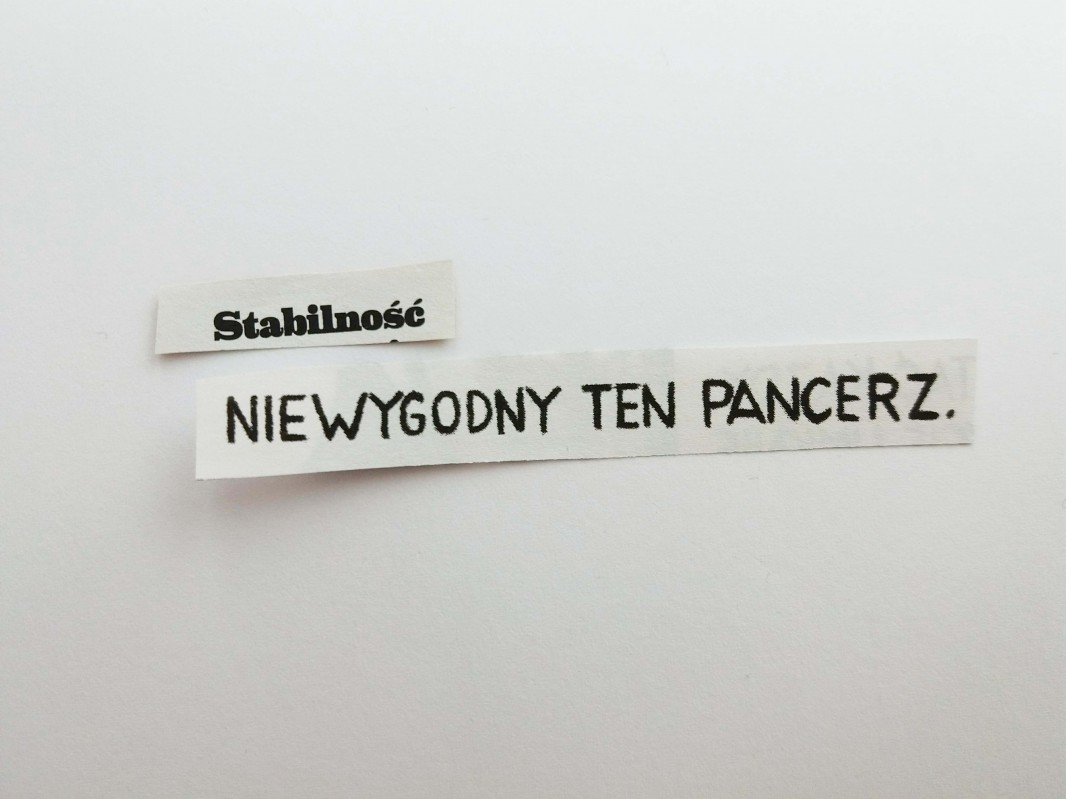 Stabilność
NIEWYGODNY TEN PANCERZ.